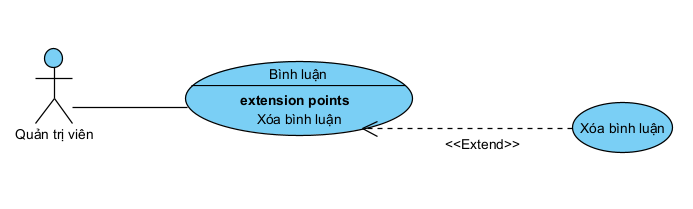 Bình luận
extension points
Xóa bình luận
Quản trị viên
Xóa bình luận
<<Extend>>